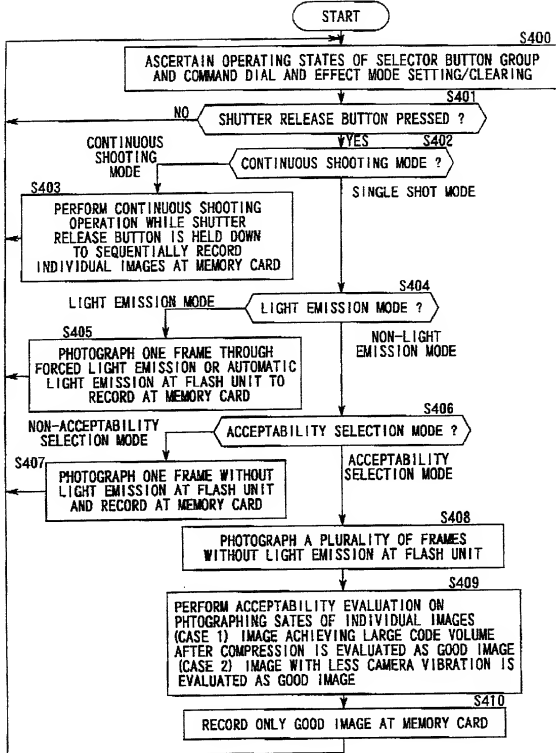 START
S400
ASCERTAIN OPERATING STATES OF SELECTOR BUTTON GROUP
AND COMMAND DIAL AND EFFECT MODE SETTING/CLEARING
S401
NO
SHUTTER RELEASE BUTTON PRESSED ?
YES
S402
CONTINUOUS
SHOOTING
MODE
CONTINUOUS SHOOTING MODE ?
SINGLE SHOT MODE
S403
PERFORM CONTINUOUS SHOOTING
OPERATION WHILE SHUTTER
RELEASE BUTTON IS HELD DOWN
TO SEQUENTIALLY RECORD
INDIVIDUAL IMAGES AT MEMORY CARD
S404
LIGHT EMISSION MODE
LIGHT EMISSION MODE ?
NON-LIGHT
EMISSION MODE
S405
PHOTOGRAPH ONE FRAME THROUGH
FORCED LIGHT EMISSION OR AUTOMATIC
LIGHT EMISSION AT FLASH UNIT TO
RECORD AT MEMORY CARD
S406
NON-ACCEPTABILITY
SELECTION MODE
ACCEPTABILITY SELECTION MODE ?
ACCEPTABILITY
SELECTION MODE
S407
PHOTOGRAPH ONE FRAME WITHOUT
LIGHT EMISSION AT FLASH UNIT
AND RECORD AT MEMORY CARD
S408
PHOTOGRAPH A PLURALITY OF FRAMES
WITHOUT LIGHT EMISSION AT FLASH UNIT
S409
PERFORM ACCEPTABILITY EVALUATION ON
PHTOGRAPHING SATES OF INDIVIDUAL IMAGES
(CASE 1) IMAGE ACHIEVING LARGE CODE VOLUME
AFTER COMPRESSION IS EVALUATED AS GOOD IMAGE
(CASE 2) IMAGE WITH LESS CAMERA VIBRATION IS
EVALUATED AS GOOD IMAGE
S410
RECORD ONLY GOOD IMAGE AT MEMORY CARD